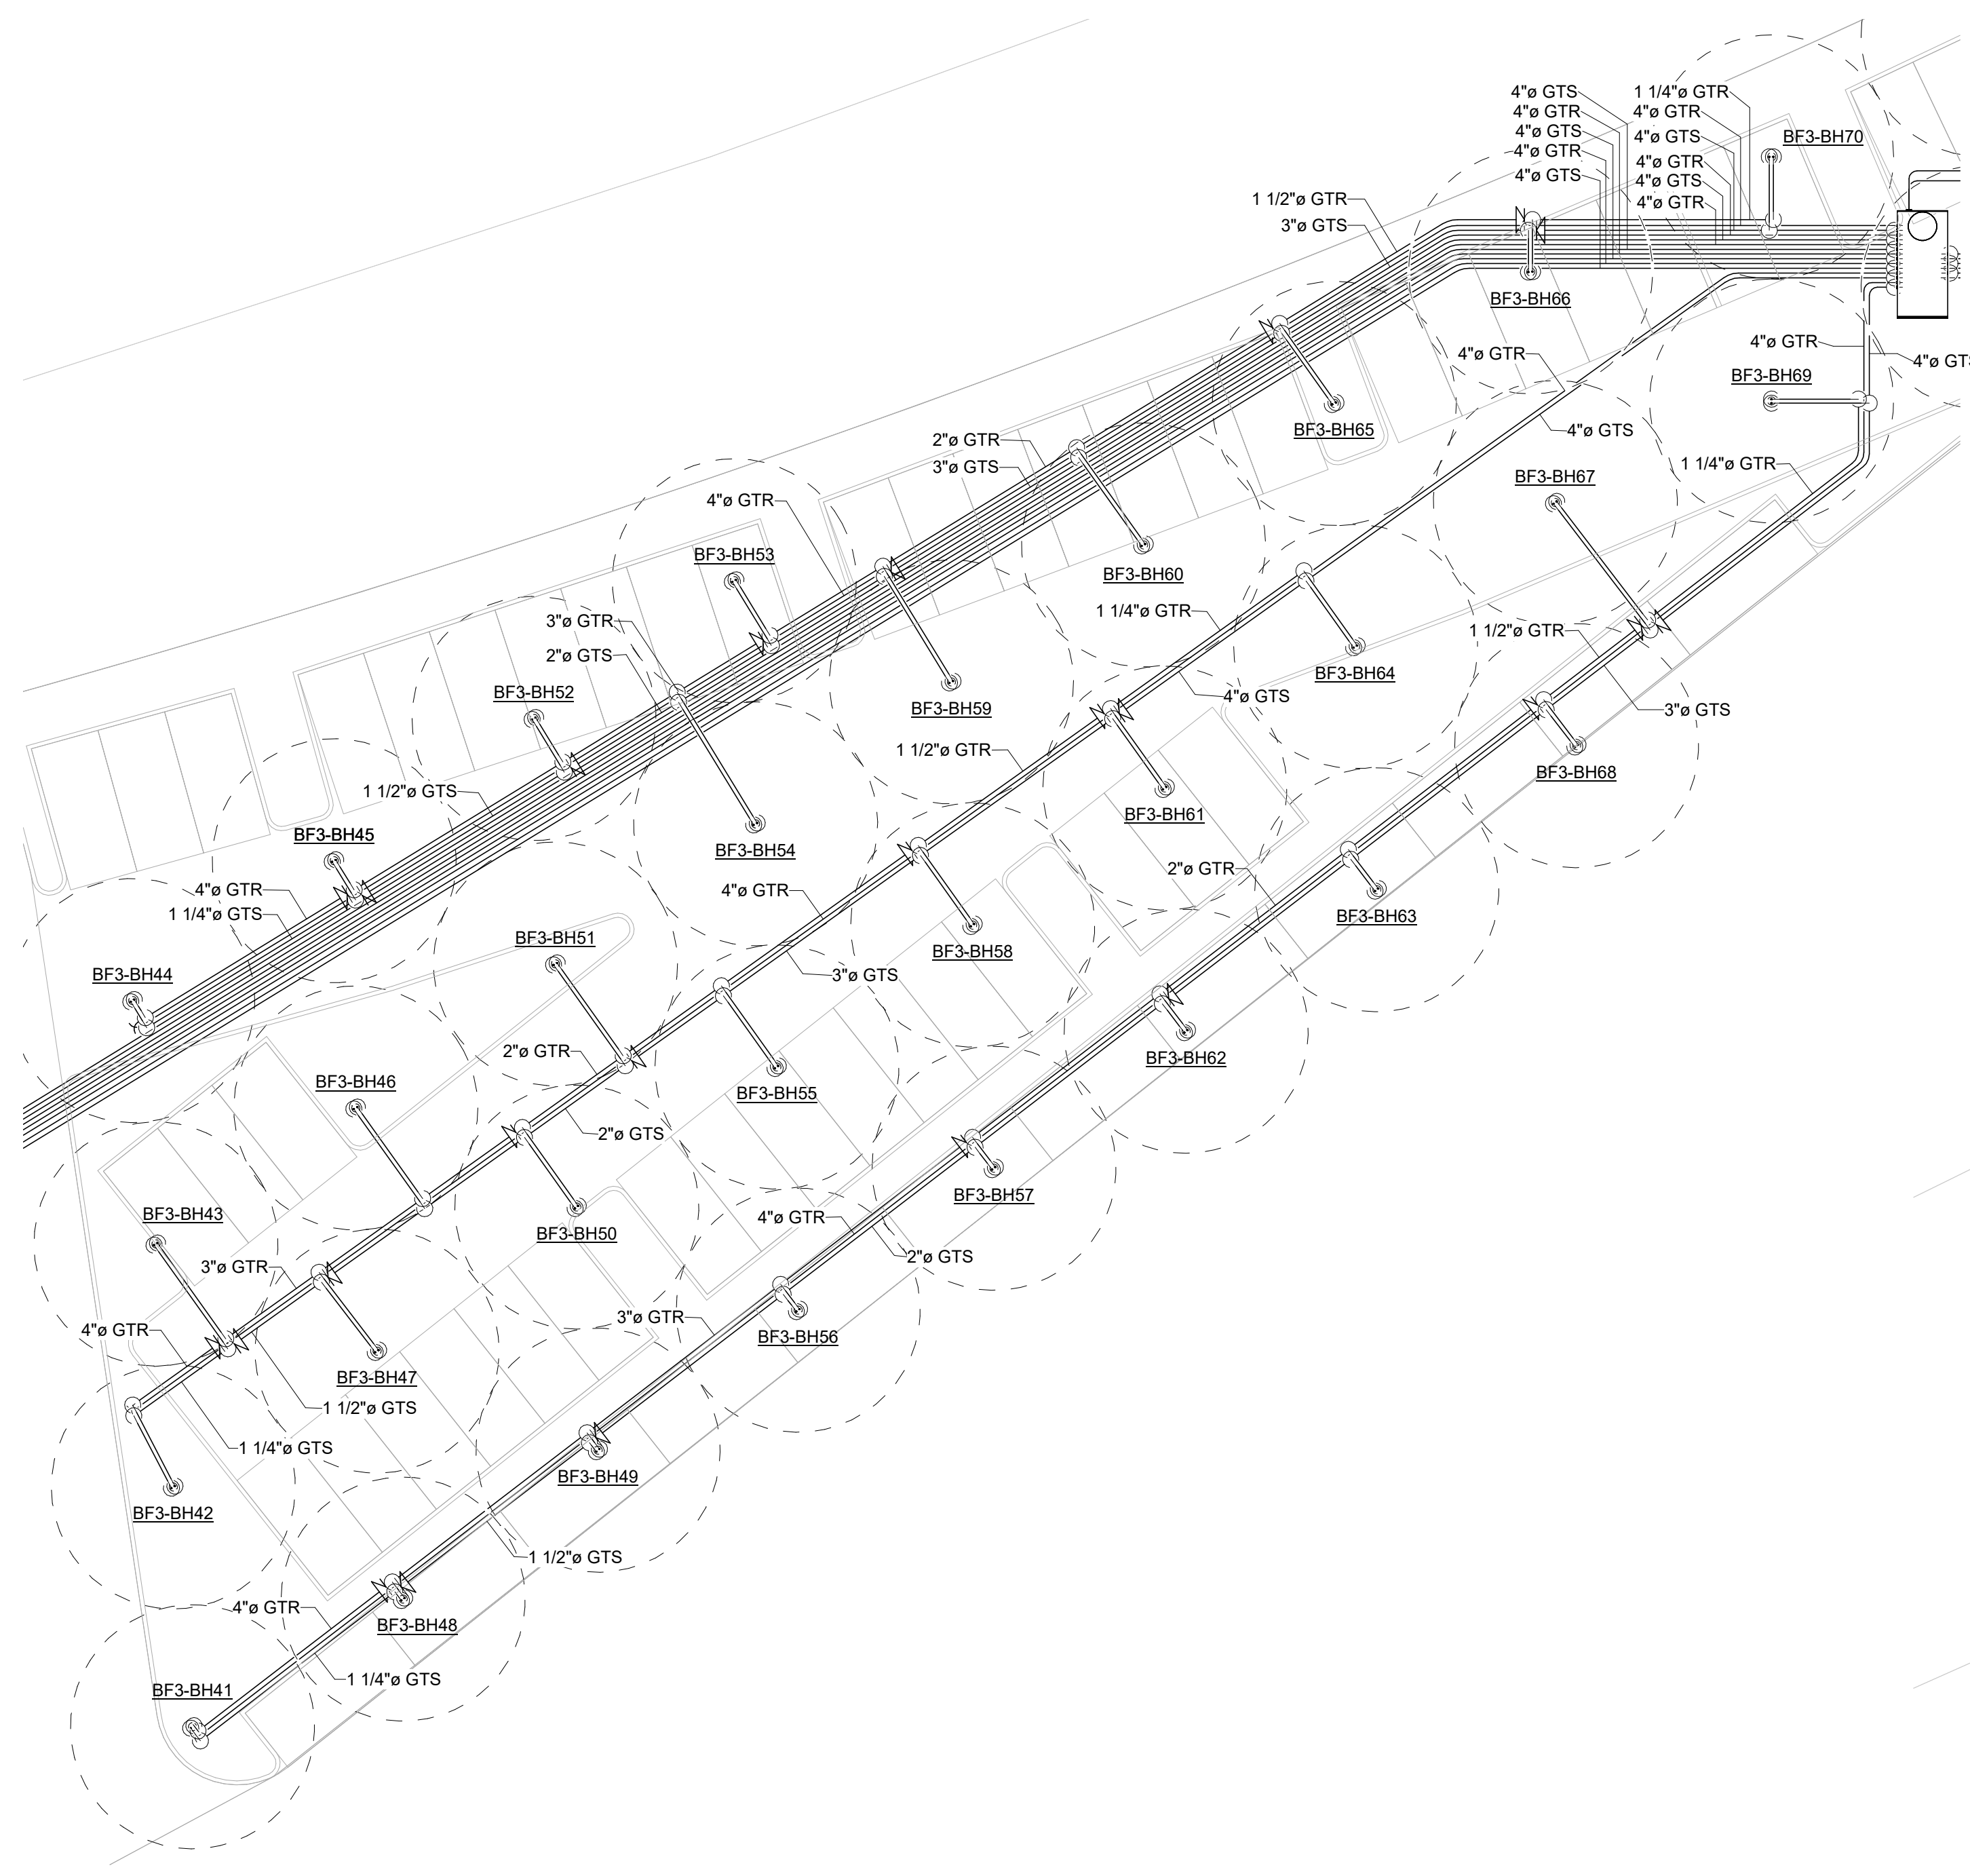 4"ø GTS
1 1/4"ø GTR
4"ø GTR
4"ø GTR
4"ø GTS
4"ø GTS
BF3-BH70
4"ø GTR
4"ø GTR
4"ø GTS
4"ø GTS
4"ø GTR
1 1/2"ø GTR
3"ø GTS
BF3-BH66
4"ø GTR
4"ø GTR
4"ø GTS
BF3-BH69
BF3-BH65
4"ø GTS
2"ø GTR
3"ø GTS
1 1/4"ø GTR
BF3-BH67
4"ø GTR
BF3-BH53
BF3-BH60
1 1/4"ø GTR
3"ø GTR
1 1/2"ø GTR
2"ø GTS
BF3-BH64
BF3-BH52
4"ø GTS
BF3-BH59
3"ø GTS
1 1/2"ø GTR
BF3-BH68
1 1/2"ø GTS
BF3-BH61
BF3-BH45
BF3-BH54
2"ø GTR
4"ø GTR
4"ø GTR
1 1/4"ø GTS
BF3-BH63
BF3-BH51
BF3-BH58
BF3-BH44
3"ø GTS
2"ø GTR
BF3-BH62
BF3-BH46
BF3-BH55
2"ø GTS
BF3-BH57
BF3-BH43
4"ø GTR
BF3-BH50
2"ø GTS
3"ø GTR
3"ø GTR
4"ø GTR
BF3-BH56
BF3-BH47
1 1/2"ø GTS
1 1/4"ø GTS
BF3-BH49
BF3-BH42
1 1/2"ø GTS
4"ø GTR
BF3-BH48
1 1/4"ø GTS
BF3-BH41